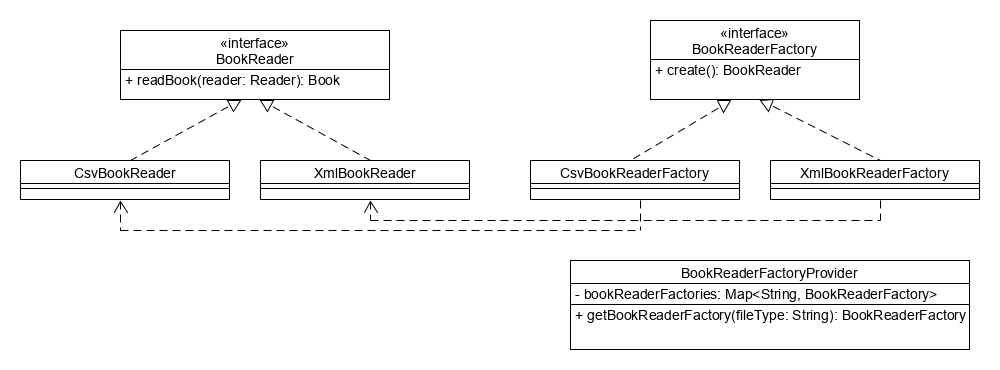 «interface»
BookReader
+ readBook(reader: Reader): Book
«interface»
BookReaderFactory
+ create(): BookReader
CsvBookReader
XmlBookReader
CsvBookReaderFactory
XmlBookReaderFactory
BookReaderFactoryProvider
- bookReaderFactories: Map<String, BookReaderFactory>
+ getBookReaderFactory(fileType: String): BookReaderFactory